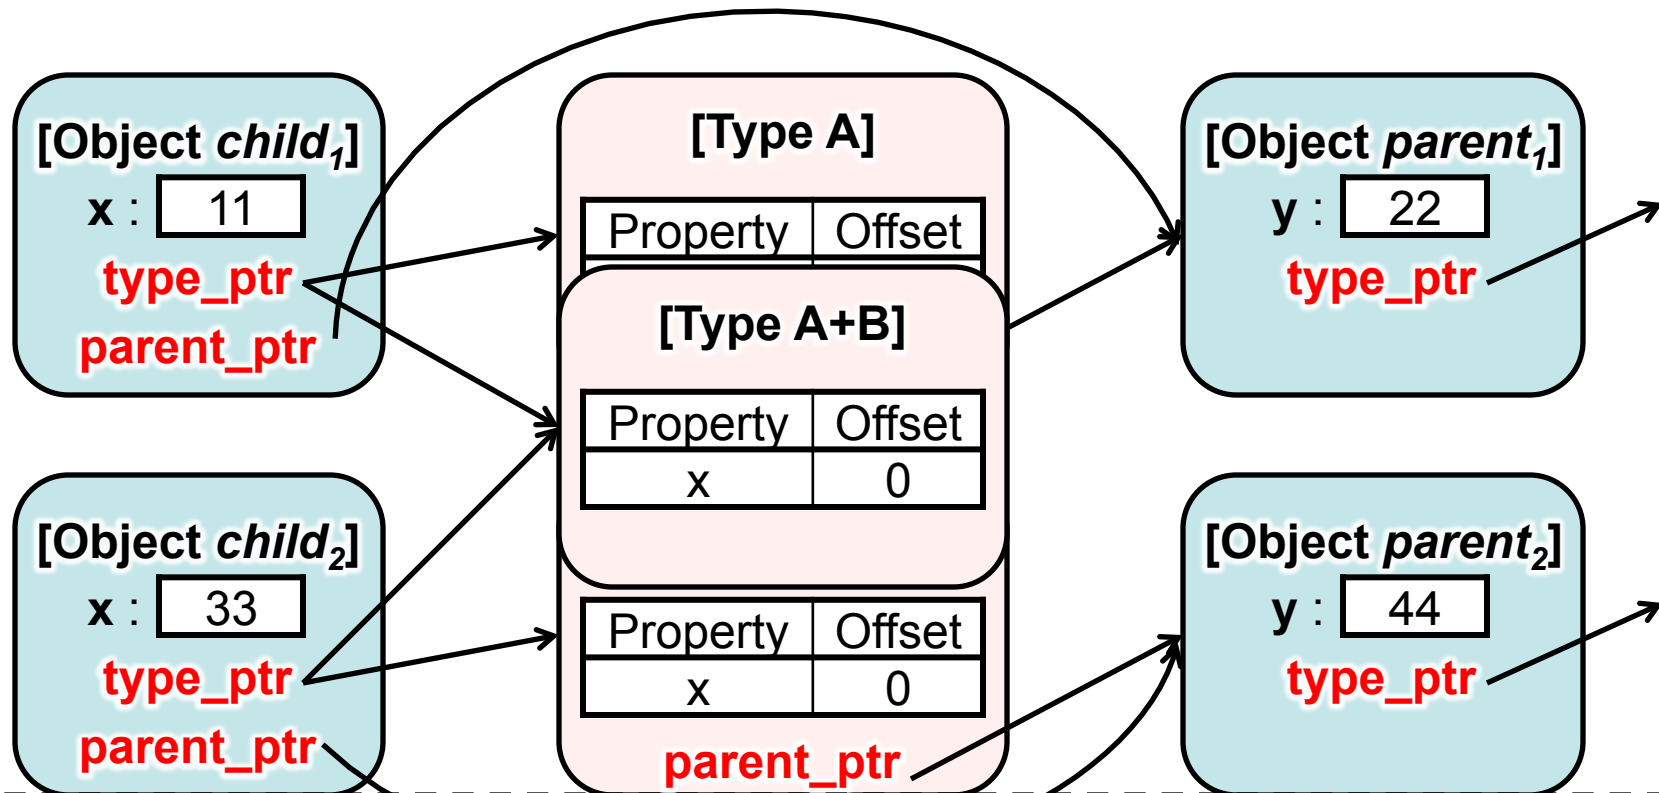 [Object child₁]
x : 11
type_ptr
parent_ptr
[Object child₂]
x : 33
type_ptr
parent_ptr
[Type A]
Property Offset
[Type A+B]
Property Offset
x 0
Property Offset
x 0
parent_ptr
[Object parent₁]
y : 22
type_ptr
[Object parent₂]
y : 44
type_ptr